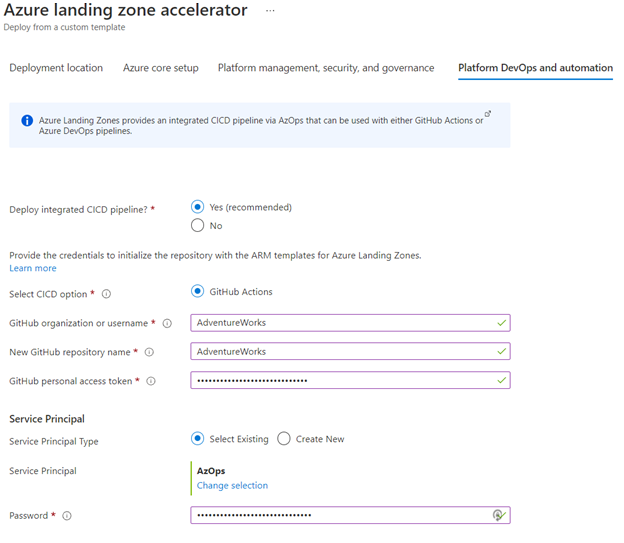 Azure landing zone accelerator ...
Deploy from a custom template
Deployment location Azure core setup Platform management, security, and governance Platform DevOps and automation
Azure Landing Zones provides an integrated CICD pipeline via AzOps that can be used with either GitHub Actions or
Azure DevOps pipelines.
Deploy integrated CICD pipeline? * Yes (recommended)
No
Provide the credentials to initialize the repository with the ARM templates for Azure Landing Zones.
Learn more
Select CICD option * GitHub Actions
GitHub organization or username * AdventureWorks
New GitHub repository name * AdventureWorks
GitHub personal access token * ••••••••••••••••••••••••••••
Service Principal
Service Principal Type Select Existing Create New
Service Principal AzOps
Change selection
Password * •••••••••••••••••••••••••••••